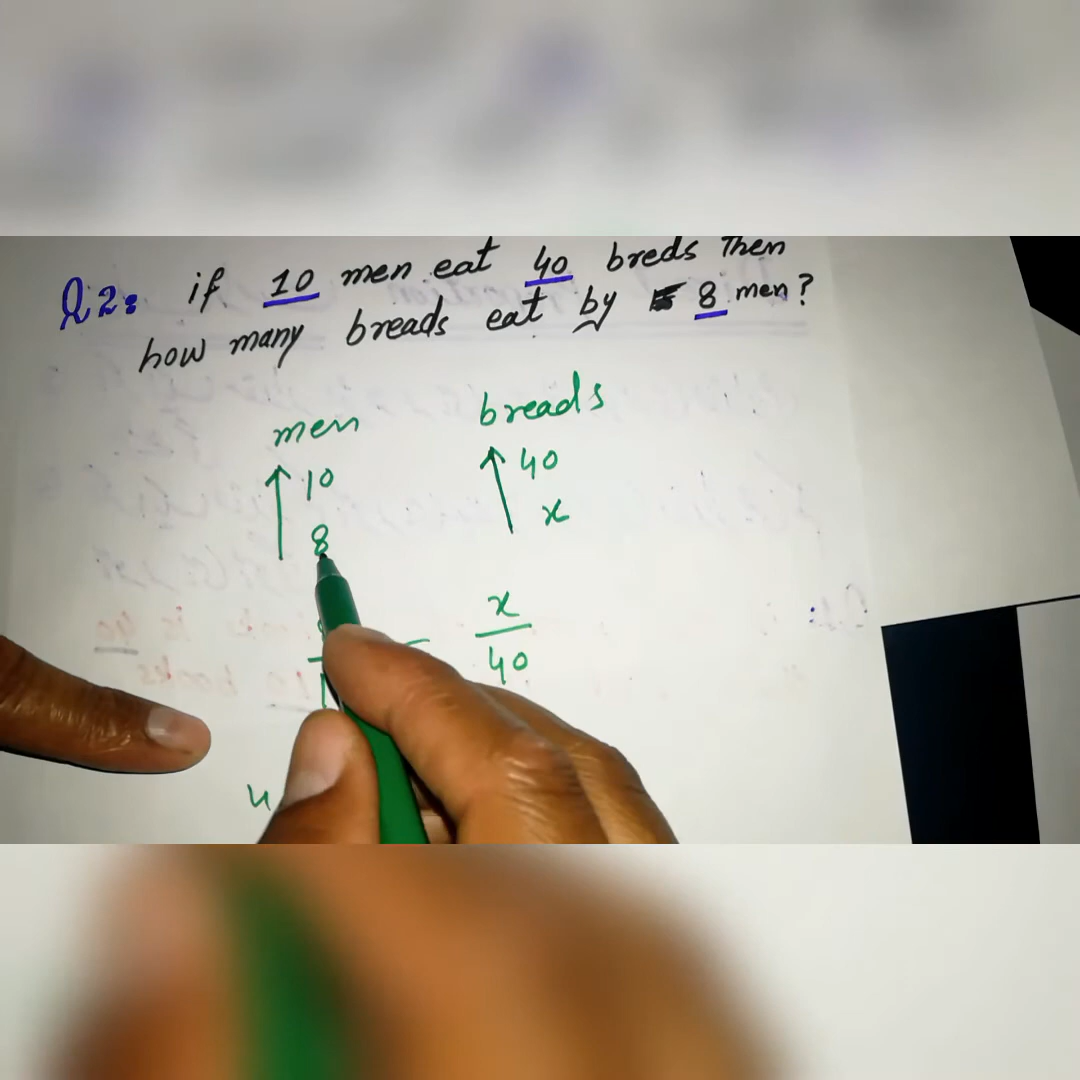 Q2: if 10 men eat 40 breds Then
how many breads eat by 8 men?
men breads
10 40
8 x
x
40
4